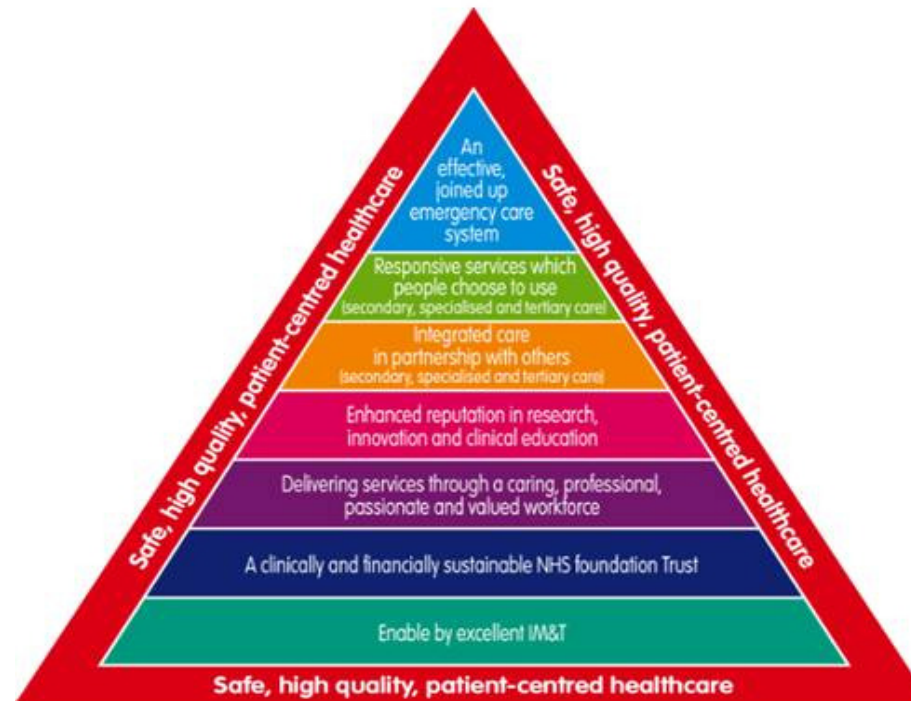 An
effective,
joined up
emergency care
system
Responsive services which
people choose to use
(secondary, specialised and tertiary care)
Integrated care
in partnership with others
(secondary, specialised and tertiary care)
Enhanced reputation in research,
innovation and clinical education
Delivering services through a caring, professional,
passionate and valued workforce
A clinically and financially sustainable NHS foundation Trust
Enable by excellent IM&T
Safe, high quality, patient-centred healthcare
Safe, high quality, patient-centred healthcare
Safe, high quality, patient-centred healthcare